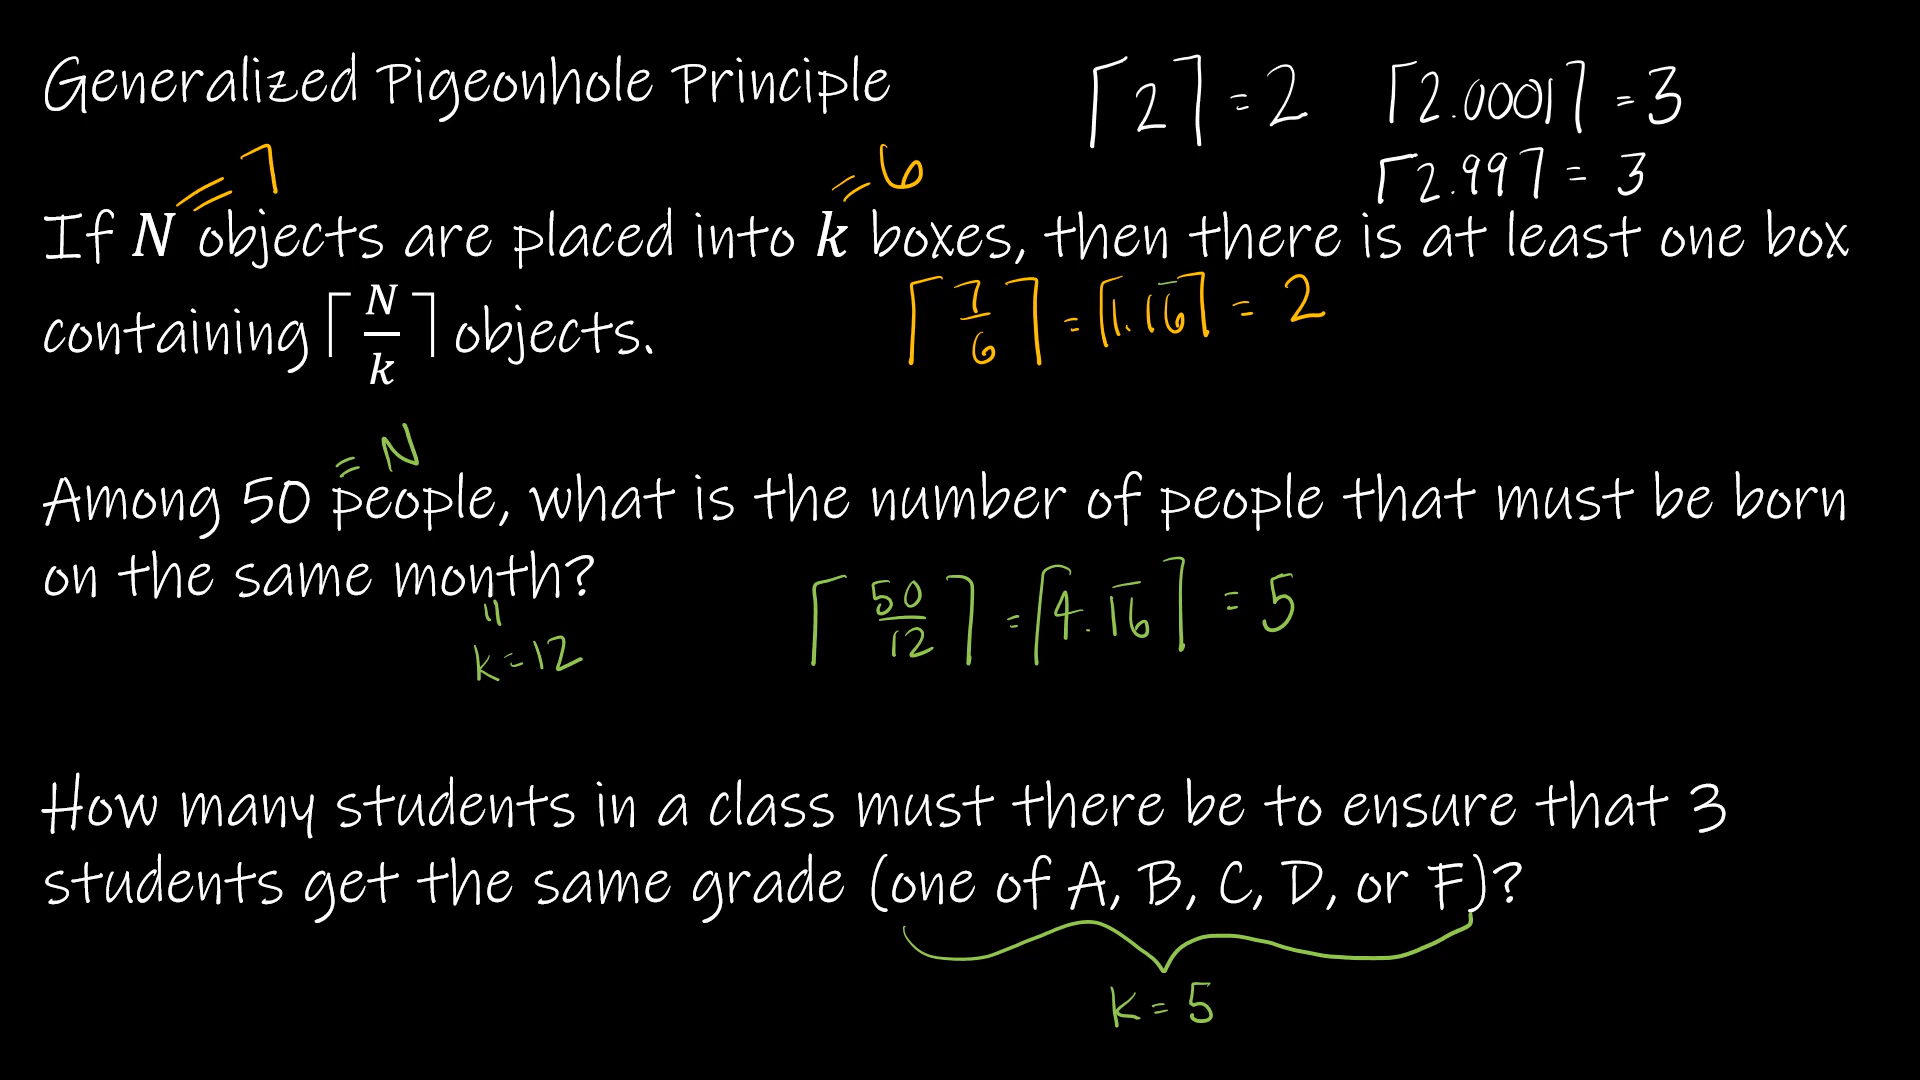 Generalized Pigeonhole Principle
⌈2⌉ = 2 ⌈2.0001⌉ = 3
⌈2.99⌉ = 3
= 7 = 6
If N objects are placed into k boxes, then there is at least one box
containing ⌈N/k⌉ objects.
⌈7/6⌉ = ⌈1.16̅⌉ = 2
= N
Among 50 people, what is the number of people that must be born
on the same month?
⌈50/12⌉ = ⌈4.1̅6̅⌉ = 5
= k = 12
How many students in a class must there be to ensure that 3
students get the same grade (one of A, B, C, D, or F)?
k = 5